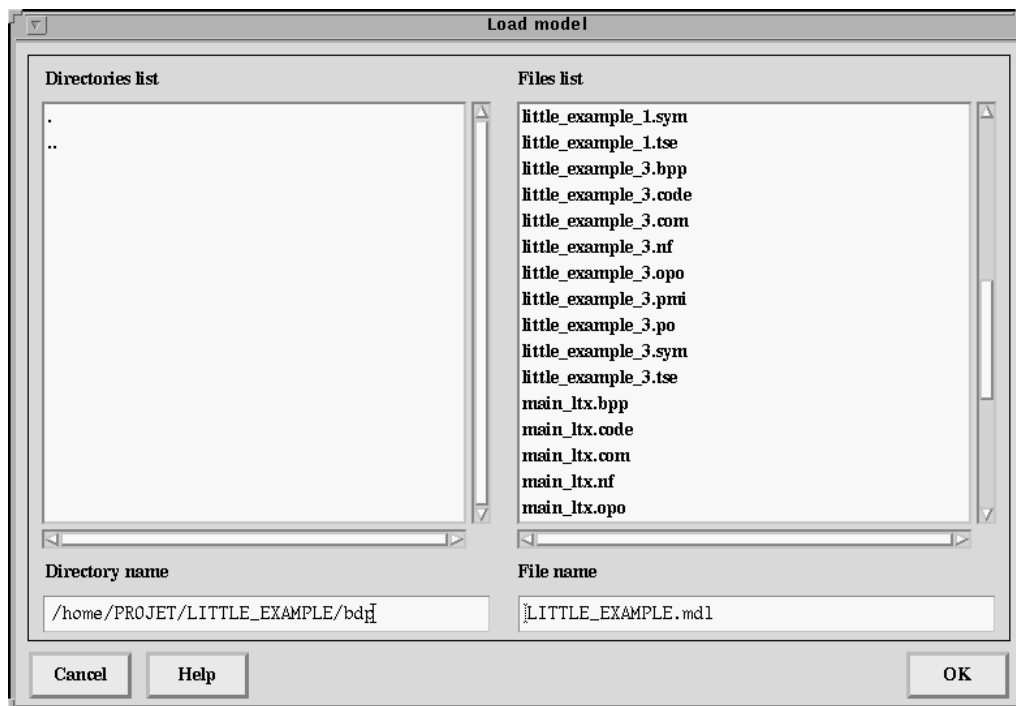 Load model
Directories list
.
..
Files list
little_example_1.sym
little_example_1.tse
little_example_3.bpp
little_example_3.code
little_example_3.com
little_example_3.nf
little_example_3.opo
little_example_3.pmi
little_example_3.po
little_example_3.sym
little_example_3.tse
main_ltx.bpp
main_ltx.code
main_ltx.com
main_ltx.nf
main_ltx.opo
Directory name
/home/PROJET/LITTLE_EXAMPLE/bdp
File name
LITTLE_EXAMPLE.mdl
Cancel
Help
OK